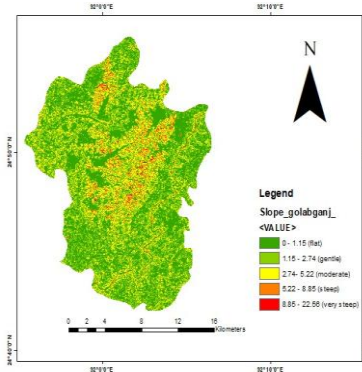 92°0'0"E 92°10'0"E
N
24°50'0"N
Legend
Slope_golabganj_
<VALUE>
0 - 1.15 (flat)
1.15 - 2.74 (gentle)
2.74- 5.22 (moderate)
5.22 - 8.85 (steep)
8.85 - 22.56 (very steep)
0 2 4 8 12 16
Kilometers
24°40'0"N
92°0'0"E 92°10'0"E